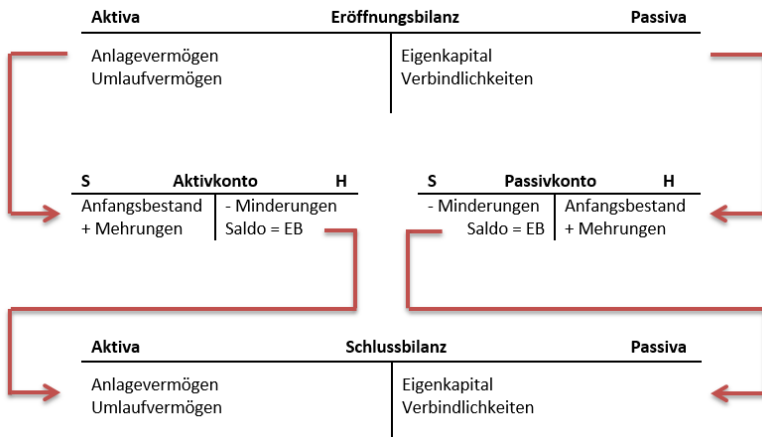 Aktiva Eröffnungsbilanz Passiva
Anlagevermögen Eigenkapital
Umlaufvermögen Verbindlichkeiten
S Aktivkonto H S Passivkonto H
Anfangsbestand - Minderungen - Minderungen Anfangsbestand
+ Mehrungen Saldo = EB Saldo = EB + Mehrungen
Aktiva Schlussbilanz Passiva
Anlagevermögen Eigenkapital
Umlaufvermögen Verbindlichkeiten